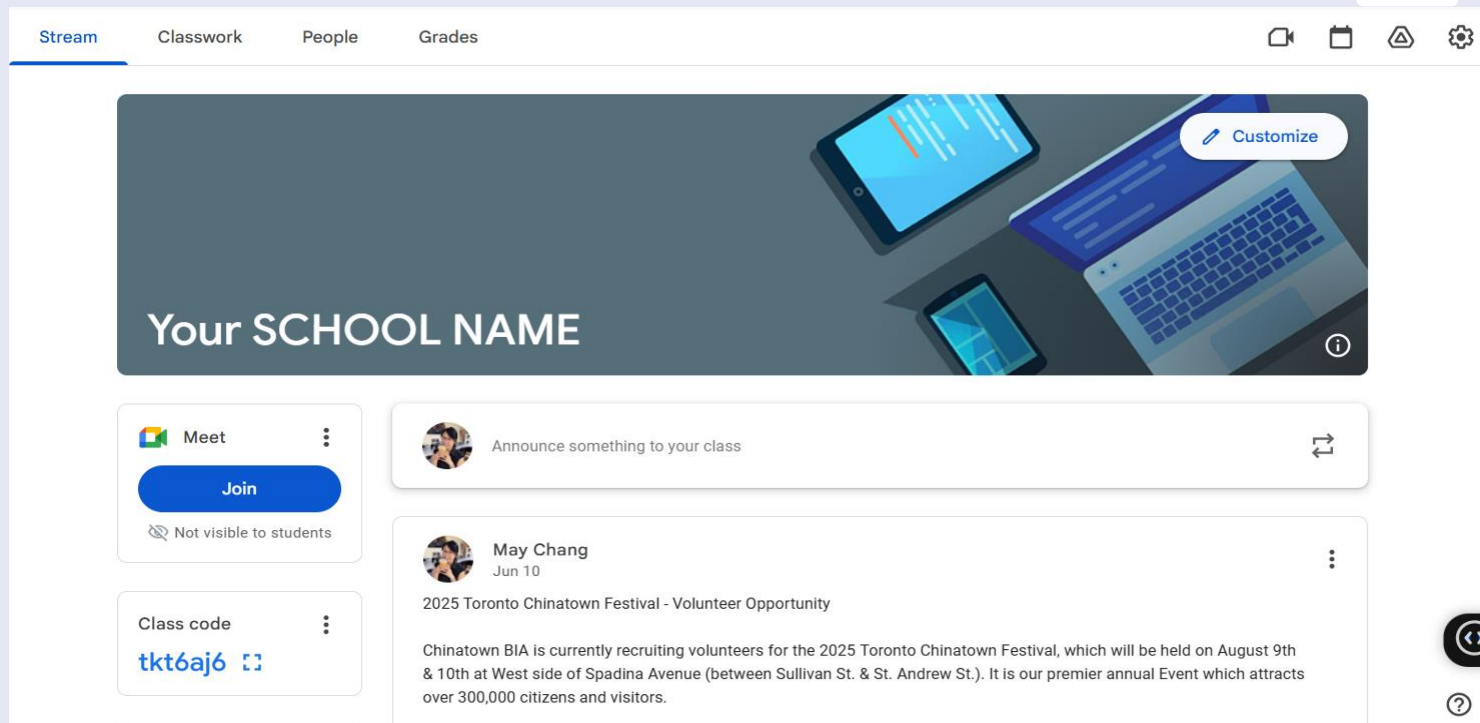 Stream Classwork People Grades
Customize
Your SCHOOL NAME
Meet
Join
Not visible to students
Class code
tkt6aj6
Announce something to your class
May Chang
Jun 10
2025 Toronto Chinatown Festival - Volunteer Opportunity
Chinatown BIA is currently recruiting volunteers for the 2025 Toronto Chinatown Festival, which will be held on August 9th
& 10th at West side of Spadina Avenue (between Sullivan St. & St. Andrew St.). It is our premier annual Event which attracts
over 300,000 citizens and visitors.